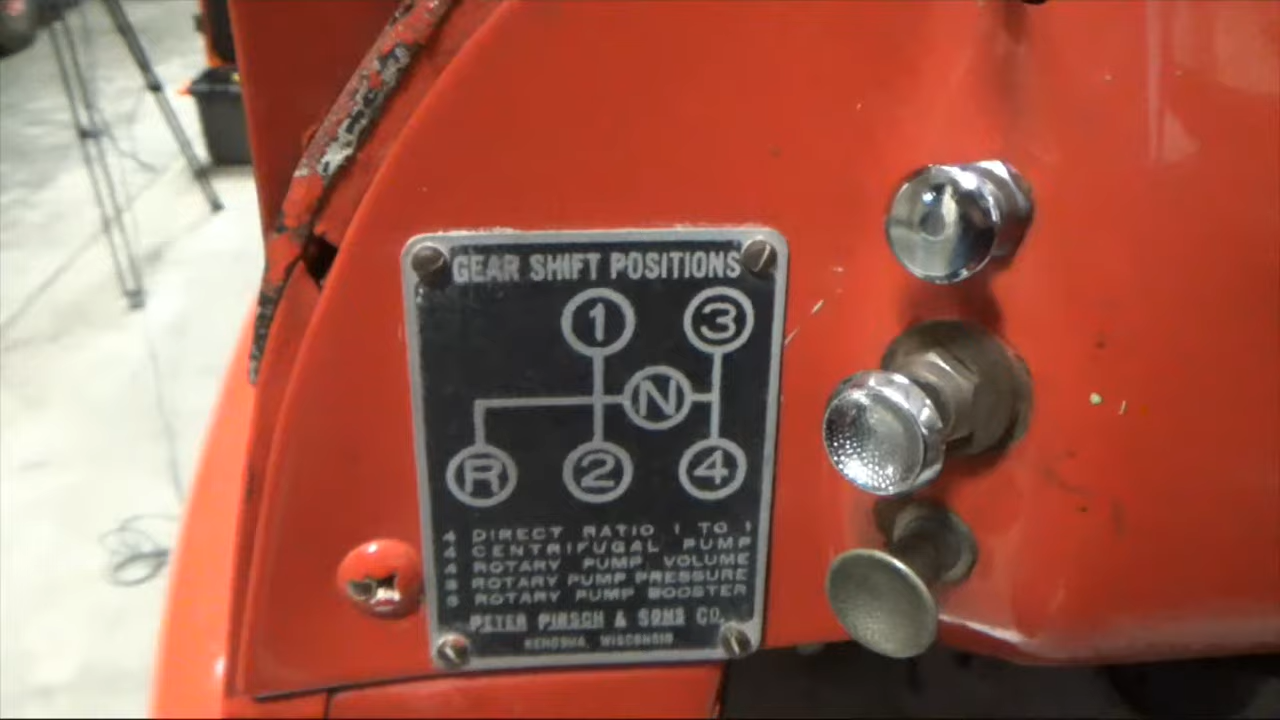 GEAR SHIFT POSITIONS
1 3
N
R 2 4
4 DIRECT RATIO 1 TO 1
4 CENTRIFUGAL PUMP
4 ROTARY PUMP VOLUME
3 ROTARY PUMP PRESSURE
ROTARY PUMP BOOSTER
PETER PIRSCH & SONS CO.
KENOSHA, WISCONSIN